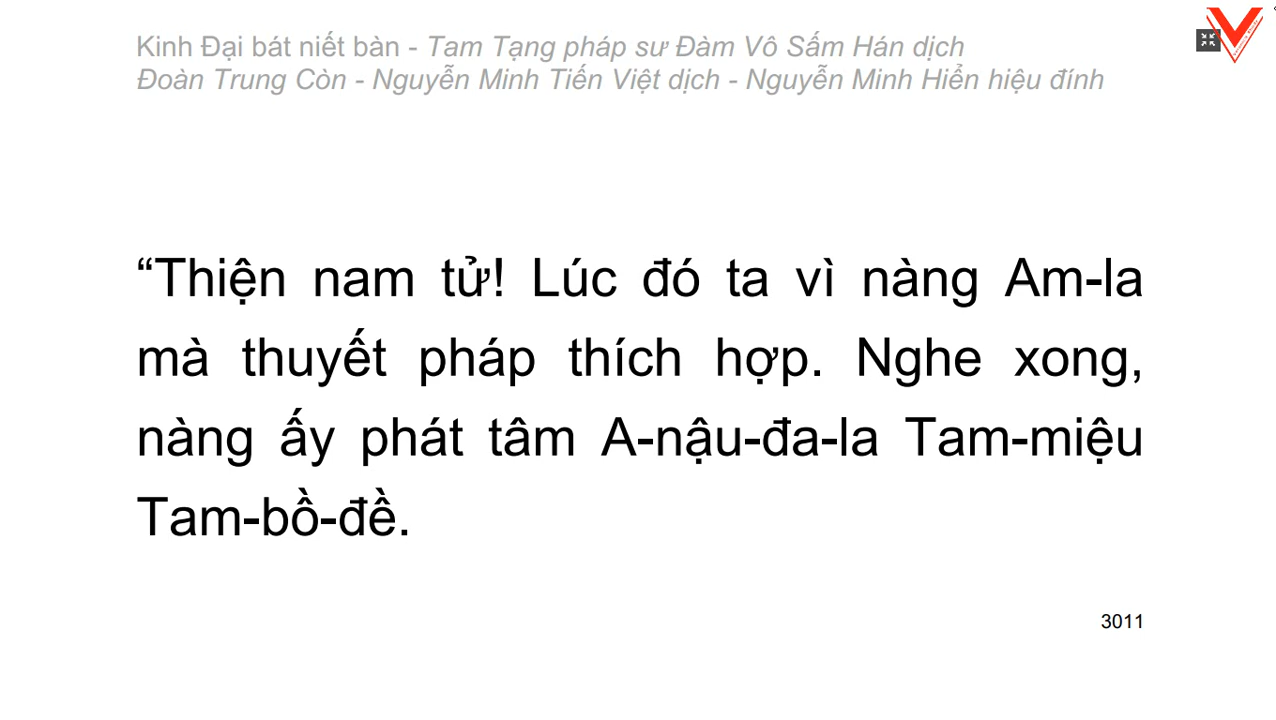 Kinh Đại bát niết bàn - Tam Tạng pháp sư Đàm Vô Sấm Hán dịch
Đoàn Trung Còn - Nguyễn Minh Tiến Việt dịch - Nguyễn Minh Hiển hiệu đính
“Thiện nam tử! Lúc đó ta vì nàng Am-la
mà thuyết pháp thích hợp. Nghe xong,
nàng ấy phát tâm A-nậu-đa-la Tam-miệu
Tam-bồ-đề.
3011